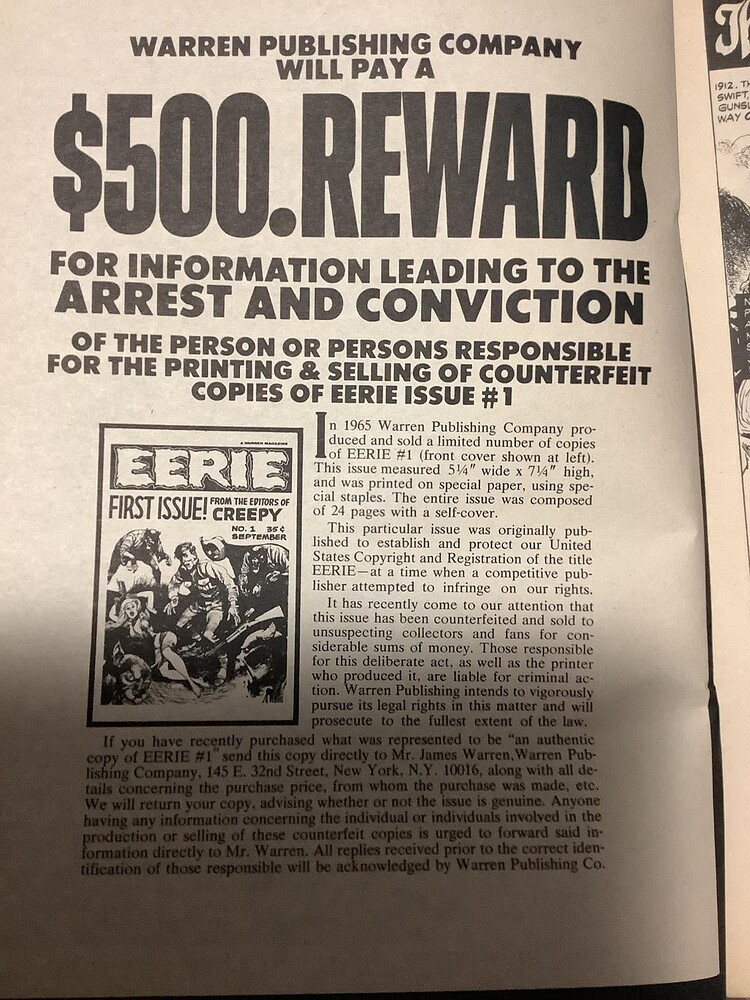 WARREN PUBLISHING COMPANY
WILL PAY A
$500. REWARD
FOR INFORMATION LEADING TO THE
ARREST AND CONVICTION
OF THE PERSON OR PERSONS RESPONSIBLE
FOR THE PRINTING & SELLING OF COUNTERFEIT
COPIES OF EERIE ISSUE #1
A WARREN MAGAZINE
EERIE
FIRST ISSUE! FROM THE EDITORS OF
CREEPY
NO. 1 35¢
SEPTEMBER
In 1965 Warren Publishing Company pro-
duced and sold a limited number of copies
of EERIE #1 (front cover shown at left).
This issue measured 5¼" wide x 7¼" high,
and was printed on special paper, using spe-
cial staples. The entire issue was composed
of 24 pages with a self-cover.
This particular issue was originally pub-
lished to establish and protect our United
States Copyright and Registration of the title
EERIE—at a time when a competitive pub-
lisher attempted to infringe on our rights.
It has recently come to our attention that
this issue has been counterfeited and sold to
unsuspecting collectors and fans for con-
siderable sums of money. Those responsible
for this deliberate act, as well as the printer
who produced it, are liable for criminal ac-
tion. Warren Publishing intends to vigorously
pursue its legal rights in this matter and will
prosecute to the fullest extent of the law.
If you have recently purchased what was represented to be "an authentic
copy of EERIE #1" send this copy directly to Mr. James Warren,Warren Pub-
lishing Company, 145 E. 32nd Street, New York, N.Y. 10016, along with all de-
tails concerning the purchase price, from whom the purchase was made, etc.
We will return your copy, advising whether or not the issue is genuine. Anyone
having any information concerning the individual or individuals involved in the
production or selling of these counterfeit copies is urged to forward said in-
formation directly to Mr. Warren. All replies received prior to the correct iden-
tification of those responsible will be acknowledged by Warren Publishing Co.
1912.
SWIFT,
WAY